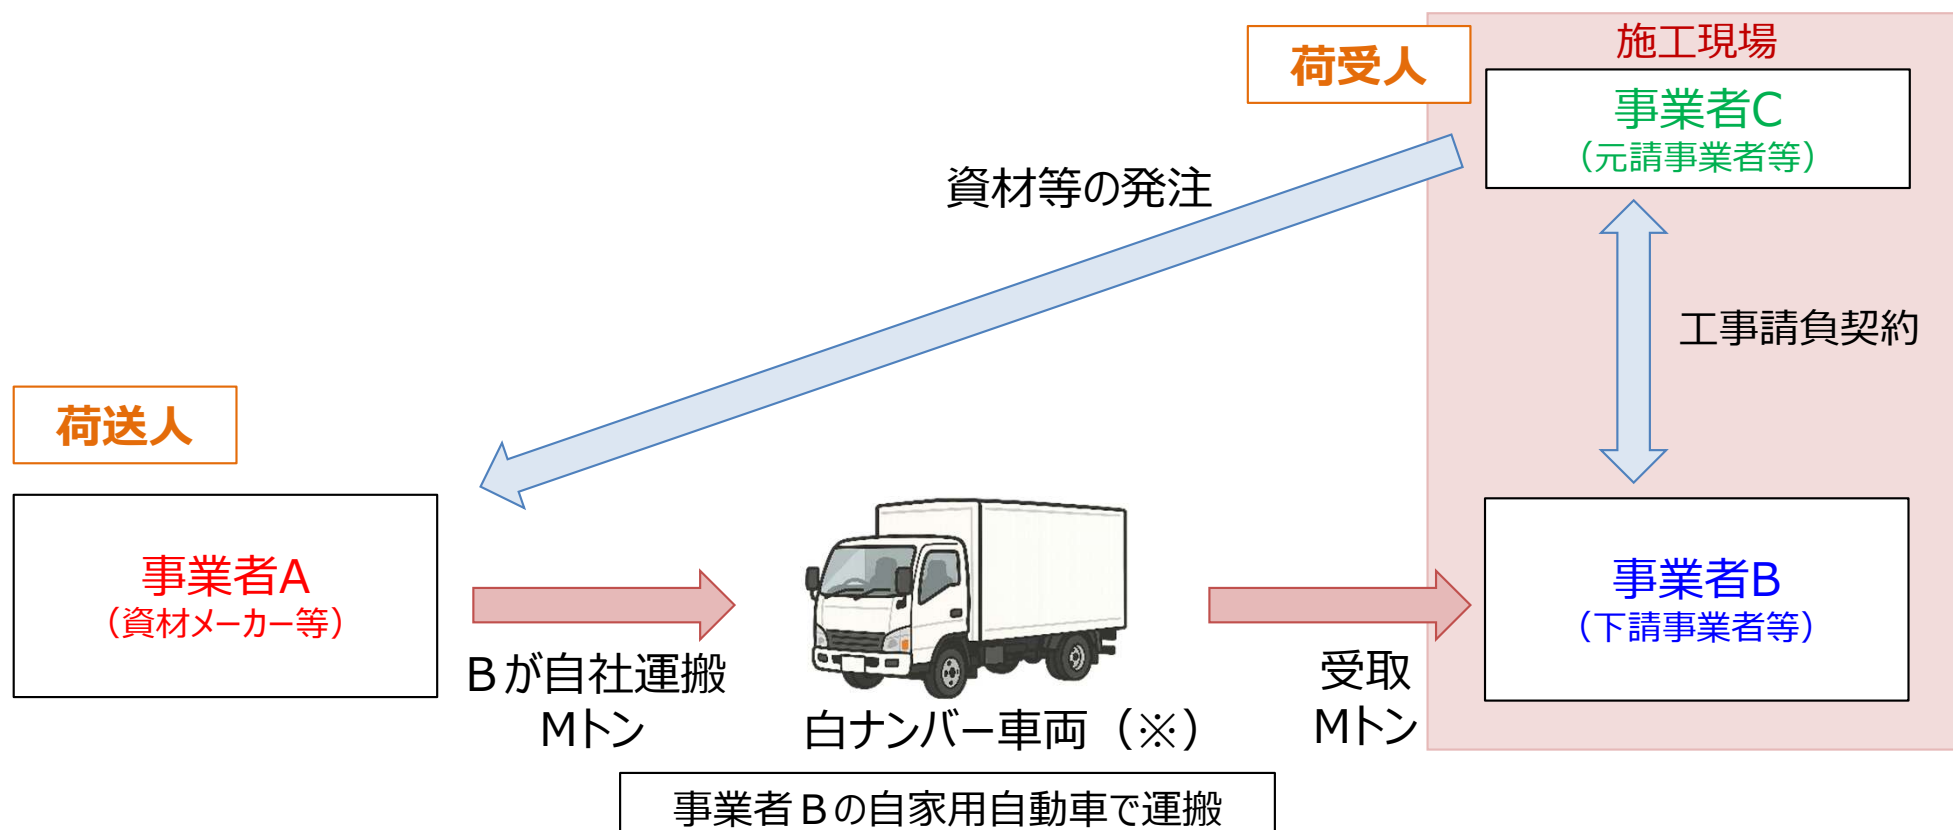 施工現場
荷受人
事業者C
（元請事業者等）
資材等の発注
工事請負契約
荷送人
事業者A
（資材メーカー等）
事業者B
（下請事業者等）
Bが自社運搬
Mトン
白ナンバー車両（※）
受取
Mトン
事業者Bの自家用自動車で運搬